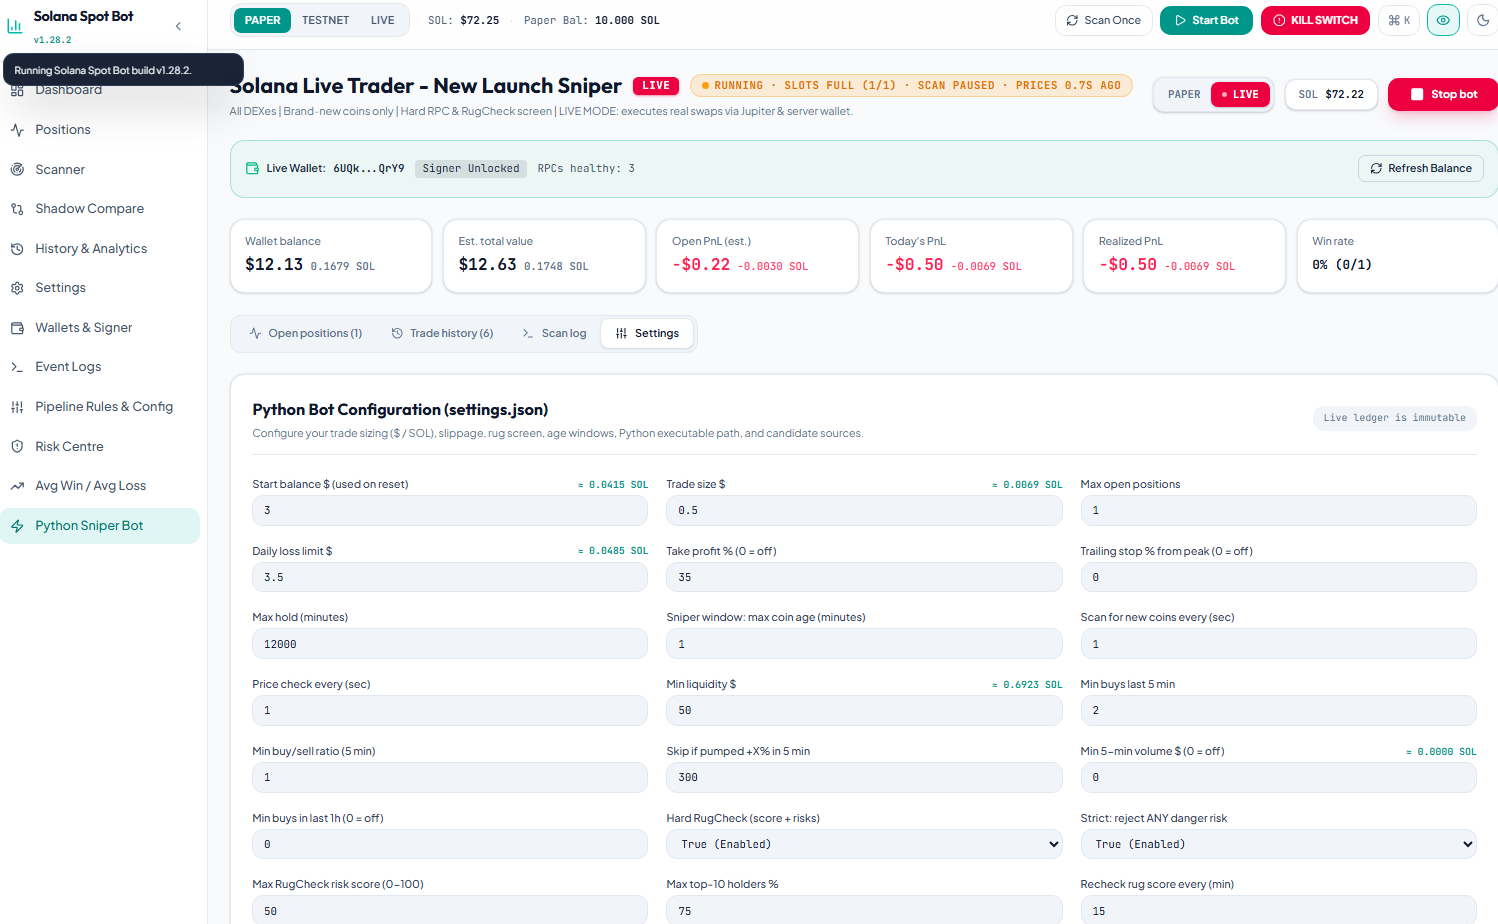 Solana Spot Bot
v1.28.2
PAPER TESTNET LIVE SOL: $72.25 · Paper Bal: 10.000 SOL Scan Once Start Bot KILL SWITCH ⌘ K
Running Solana Spot Bot build v1.28.2.
Dashboard
Positions
Scanner
Shadow Compare
History & Analytics
Settings
Wallets & Signer
Event Logs
Pipeline Rules & Config
Risk Centre
Avg Win / Avg Loss
Python Sniper Bot
Solana Live Trader - New Launch Sniper LIVE RUNNING · SLOTS FULL (1/1) · SCAN PAUSED · PRICES 0.7S AGO PAPER LIVE SOL $72.22 Stop bot
All DEXes | Brand-new coins only | Hard RPC & RugCheck screen | LIVE MODE: executes real swaps via Jupiter & server wallet.
Live Wallet: 6UQk...QrY9 Signer Unlocked RPCs healthy: 3 Refresh Balance
Wallet balance Est. total value Open PnL (est.) Today's PnL Realized PnL Win rate
$12.13 0.1679 SOL $12.63 0.1748 SOL -$0.22 -0.0030 SOL -$0.50 -0.0069 SOL -$0.50 -0.0069 SOL 0% (0/1)
Open positions (1) Trade history (6) Scan log Settings
Python Bot Configuration (settings.json)
Configure your trade sizing ($ / SOL), slippage, rug screen, age windows, Python executable path, and candidate sources.
Live ledger is immutable
Start balance $ (used on reset) ≈ 0.0415 SOL Trade size $ ≈ 0.0069 SOL Max open positions
3 0.5 1
Daily loss limit $ ≈ 0.0485 SOL Take profit % (0 = off) Trailing stop % from peak (0 = off)
3.5 35 0
Max hold (minutes) Sniper window: max coin age (minutes) Scan for new coins every (sec)
12000 1 1
Price check every (sec) Min liquidity $ ≈ 0.6923 SOL Min buys last 5 min
1 50 2
Min buy/sell ratio (5 min) Skip if pumped +X% in 5 min Min 5-min volume $ (0 = off) ≈ 0.0000 SOL
1 300 0
Min buys in last 1h (0 = off) Hard RugCheck (score + risks) Strict: reject ANY danger risk
0 True (Enabled) True (Enabled)
Max RugCheck risk score (0-100) Max top-10 holders % Recheck rug score every (min)
50 75 15